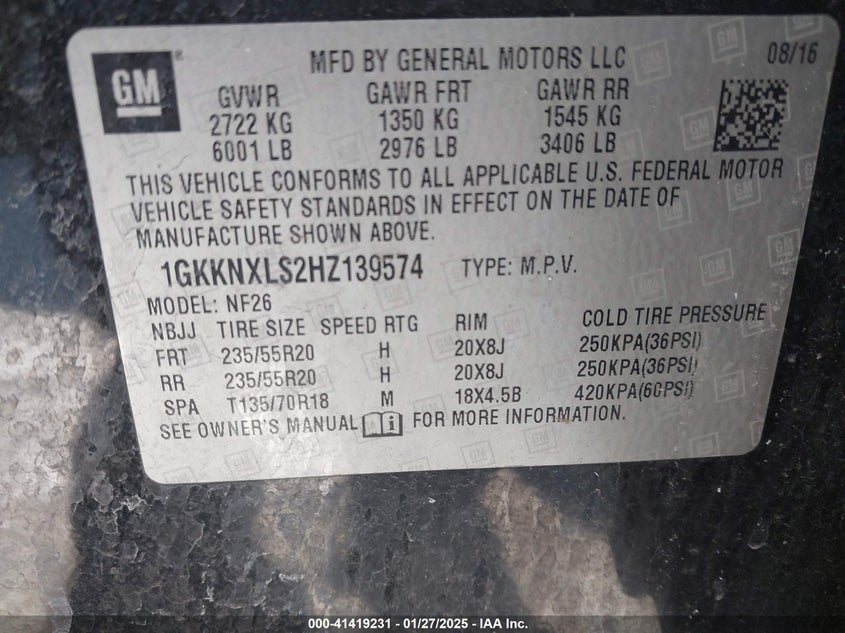 GM
®
MFD BY GENERAL MOTORS LLC
08/16
GVWR GAWR FRT GAWR RR
2722 KG 1350 KG 1545 KG
6001 LB 2976 LB 3406 LB
THIS VEHICLE CONFORMS TO ALL APPLICABLE U.S. FEDERAL MOTOR
VEHICLE SAFETY STANDARDS IN EFFECT ON THE DATE OF
MANUFACTURE SHOWN ABOVE.
1GKKNXLS2HZ139574 TYPE: M.P.V.
MODEL: NF26
NBJJ TIRE SIZE SPEED RTG RIM COLD TIRE PRESSURE
FRT 235/55R20 H 20X8J 250KPA(36PSI)
RR 235/55R20 H 20X8J 250KPA(36PSI)
SPA T135/70R18 M 18X4.5B 420KPA(60PSI)
SEE OWNER'S MANUAL i FOR MORE INFORMATION.
000-41419231 - 01/27/2025 - IAA Inc.